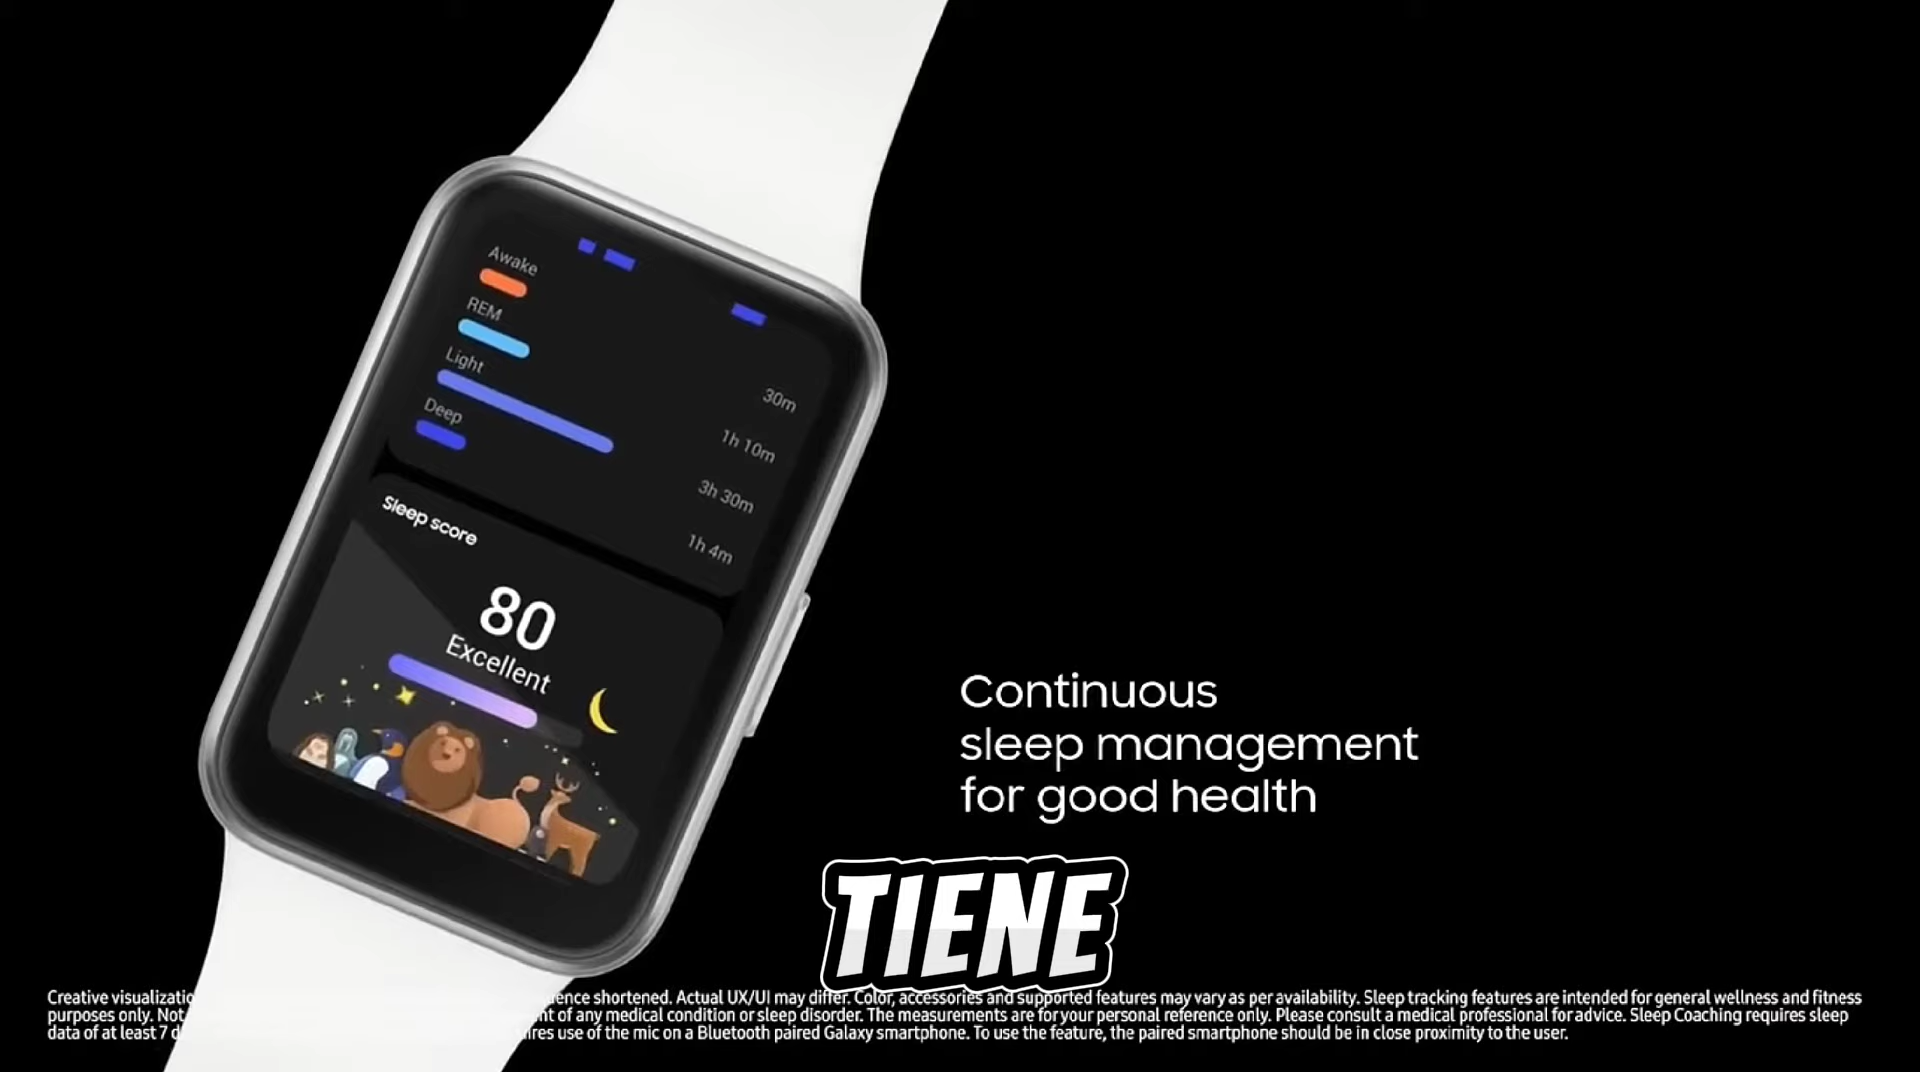 Awake
REM
Light
Deep
30m
1h 10m
3h 30m
1h 4m
Sleep score
80
Excellent
Continuous
sleep management
for good health
TIENE
Creative visualizatio ence shortened. Actual UX/UI may differ. Color, accessories and supported features may vary as per availability. Sleep tracking features are intended for general wellness and fitness
purposes only. Not nt of any medical condition or sleep disorder. The measurements are for your personal reference only. Please consult a medical professional for advice. Sleep Coaching requires sleep
data of at least 7 d ires use of the mic on a Bluetooth paired Galaxy smartphone. To use the feature, the paired smartphone should be in close proximity to the user.